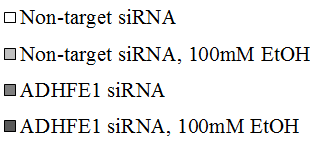 Non-target siRNA
Non-target siRNA, 100mM EtOH
ADHFE1 siRNA
ADHFE1 siRNA, 100mM EtOH